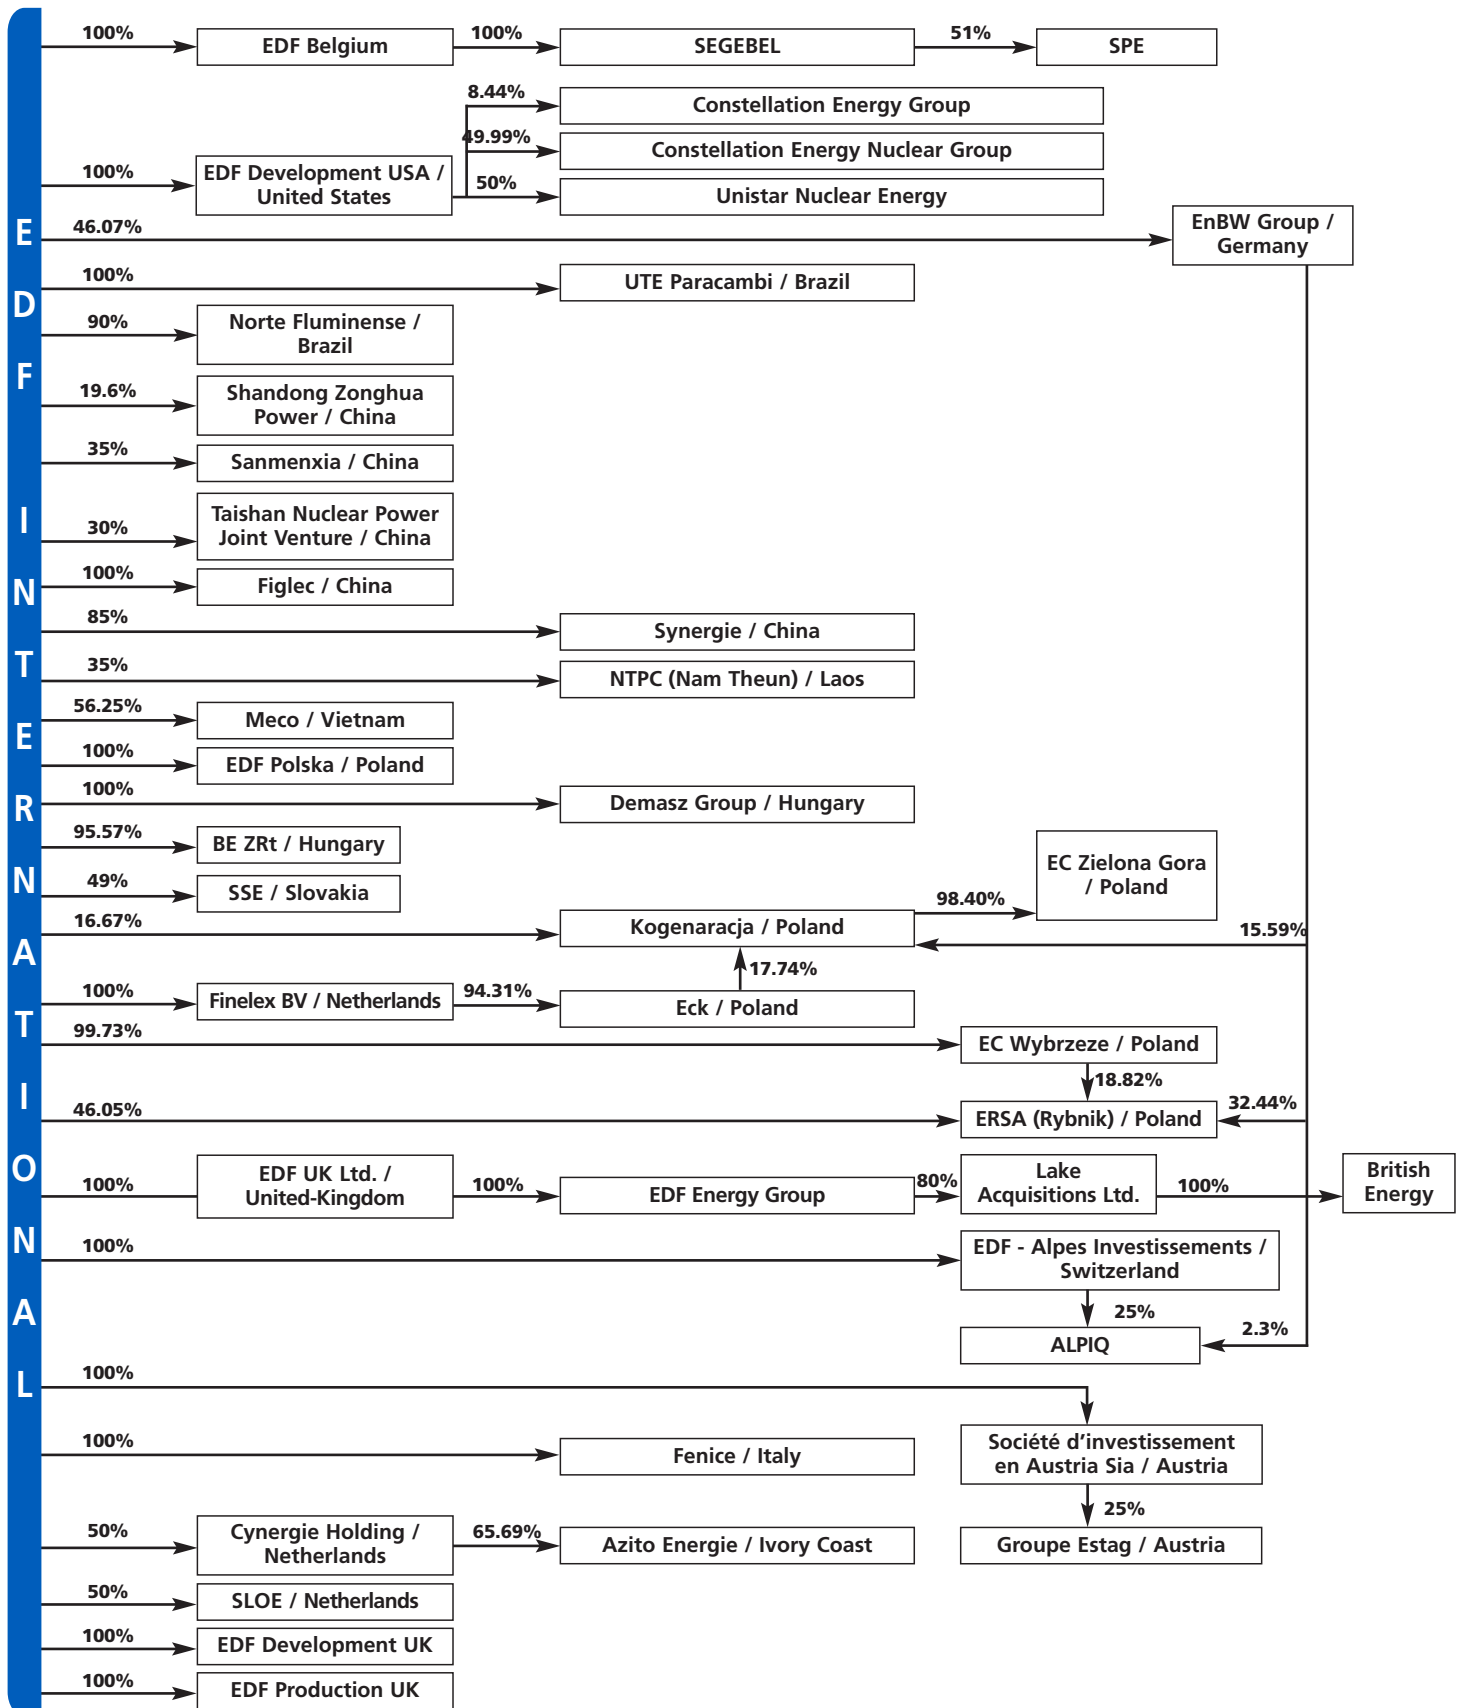 EDF INTERNATIONAL
100%
EDF Belgium
100%
SEGEBEL
51%
SPE
8.44%
Constellation Energy Group
49.99%
Constellation Energy Nuclear Group
100%
EDF Development USA /
United States
50%
Unistar Nuclear Energy
46.07%
EnBW Group /
Germany
100%
UTE Paracambi / Brazil
90%
Norte Fluminense /
Brazil
19.6%
Shandong Zonghua
Power / China
35%
Sanmenxia / China
30%
Taishan Nuclear Power
Joint Venture / China
100%
Figlec / China
85%
Synergie / China
35%
NTPC (Nam Theun) / Laos
56.25%
Meco / Vietnam
100%
EDF Polska / Poland
100%
Demasz Group / Hungary
95.57%
BE ZRt / Hungary
49%
SSE / Slovakia
EC Zielona Gora
/ Poland
98.40%
16.67%
Kogenaracja / Poland
15.59%
17.74%
100%
Finelex BV / Netherlands
94.31%
Eck / Poland
99.73%
EC Wybrzeze / Poland
18.82%
46.05%
ERSA (Rybnik) / Poland
32.44%
100%
EDF UK Ltd. /
United-Kingdom
100%
EDF Energy Group
80%
Lake
Acquisitions Ltd.
100%
British
Energy
100%
EDF - Alpes Investissements /
Switzerland
25%
ALPIQ
2.3%
100%
Société d'investissement
en Austria Sia / Austria
100%
Fenice / Italy
25%
Groupe Estag / Austria
50%
Cynergie Holding /
Netherlands
65.69%
Azito Energie / Ivory Coast
50%
SLOE / Netherlands
100%
EDF Development UK
100%
EDF Production UK